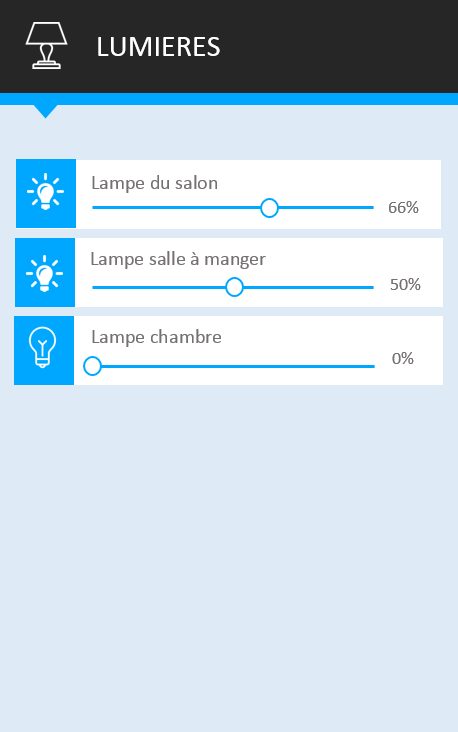 LUMIERES
Lampe du salon
66%
Lampe salle à manger
50%
Lampe chambre
0%